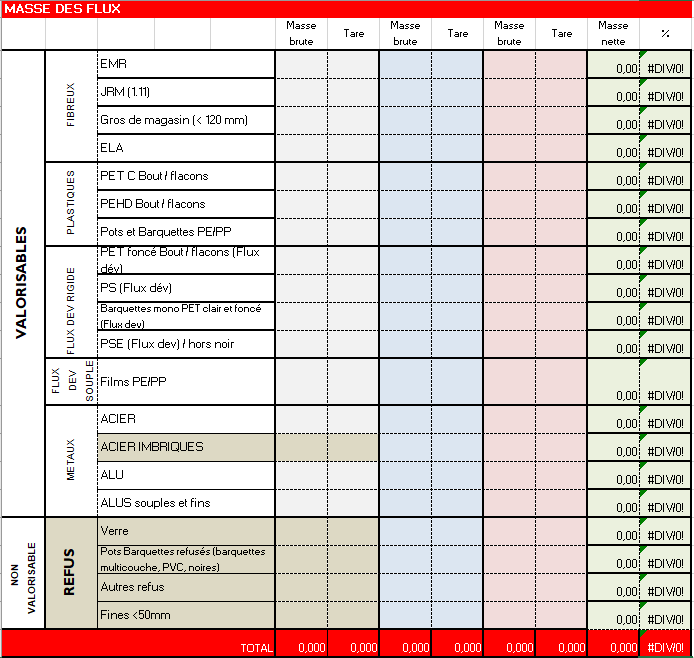 MASSE DES FLUX
Masse brute Tare Masse brute Tare Masse brute Tare Masse nette %
VALORISABLES
FIBREUX
EMR 0,00 #DIV/0!
JRM (1.11) 0,00 #DIV/0!
Gros de magasin (< 120 mm) 0,00 #DIV/0!
ELA 0,00 #DIV/0!
PLASTIQUES
PET C Bout / flacons 0,00 #DIV/0!
PEHD Bout / flacons 0,00 #DIV/0!
Pots et Barquettes PE/PP 0,00 #DIV/0!
FLUX DEV RIGIDE
PET foncé Bout / flacons (Flux
dév) 0,00 #DIV/0!
PS (Flux dév) 0,00 #DIV/0!
Barquettes mono PET clair et foncé
(Flux dev) 0,00 #DIV/0!
PSE (Flux dev) / hors noir 0,00 #DIV/0!
FLUX
DEV
SOUPLE
Films PE/PP 0,00 #DIV/0!
METAUX
ACIER 0,00 #DIV/0!
ACIER IMBRIQUES 0,00 #DIV/0!
ALU 0,00 #DIV/0!
ALUS souples et fins 0,00 #DIV/0!
NON
VALORISABLE
REFUS
Verre 0,00 #DIV/0!
Pots Barquettes refusés (barquettes
multicouche, PVC, noires) 0,00 #DIV/0!
Autres refus 0,00 #DIV/0!
Fines <50mm 0,00 #DIV/0!
TOTAL 0,000 0,000 0,000 0,000 0,000 0,000 0,000 #DIV/0!